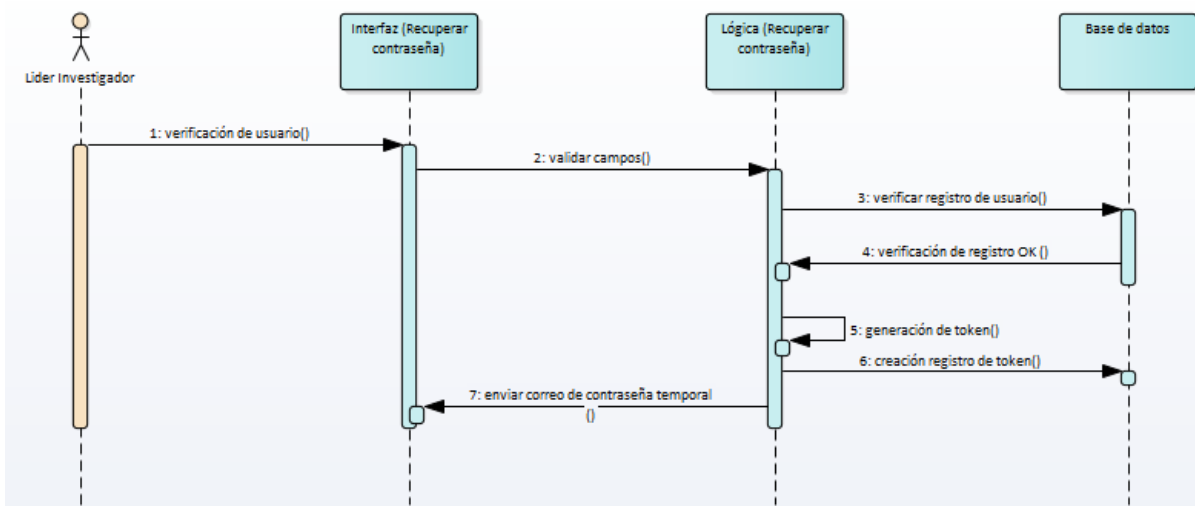 Interfaz (Recuperar
contraseña)
Lógica (Recuperar
contraseña)
Base de datos
Lider Investigador
1: verificación de usuario()
2: validar campos()
3: verificar registro de usuario()
4: verificación de registro OK ()
5: generación de token()
6: creación registro de token()
7: enviar correo de contraseña temporal
()